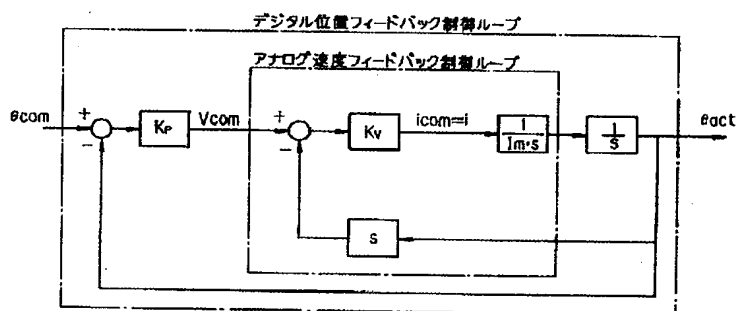 デジタル位置フィードバック制御ループ
アナログ速度フィードバック制御ループ
θcom + − KP Vcom + − KV icom=i 1/Im・s 1/s θact
S